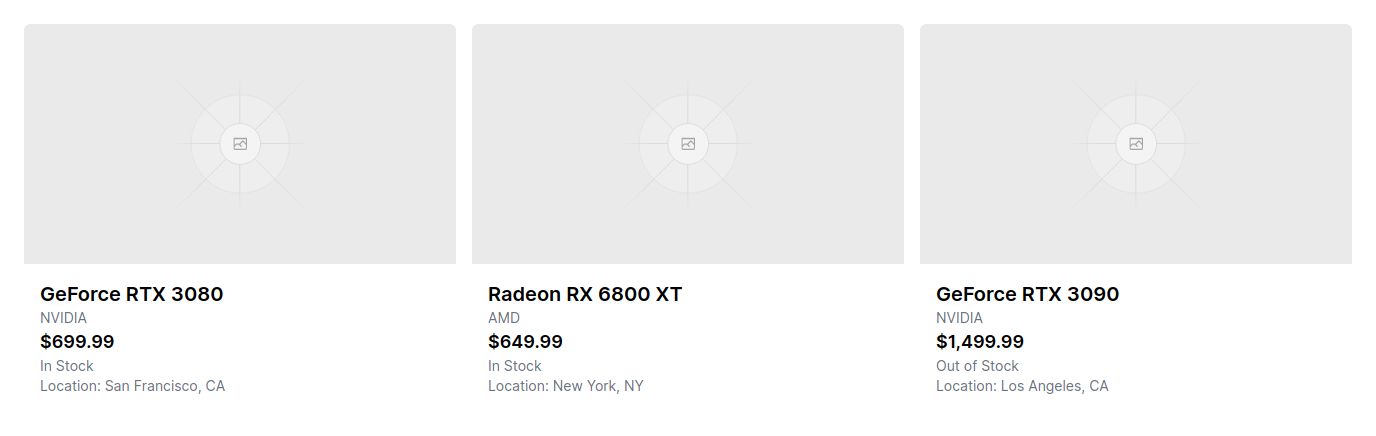 GeForce RTX 3080
NVIDIA
$699.99
In Stock
Location: San Francisco, CA
Radeon RX 6800 XT
AMD
$649.99
In Stock
Location: New York, NY
GeForce RTX 3090
NVIDIA
$1,499.99
Out of Stock
Location: Los Angeles, CA